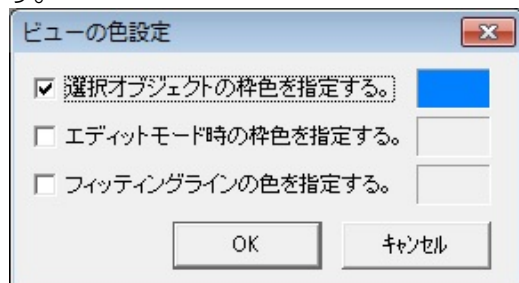 す。
ビューの色設定
選択オブジェクトの枠色を指定する。
エディットモード時の枠色を指定する。
フィッティングラインの色を指定する。
OK
キャンセル